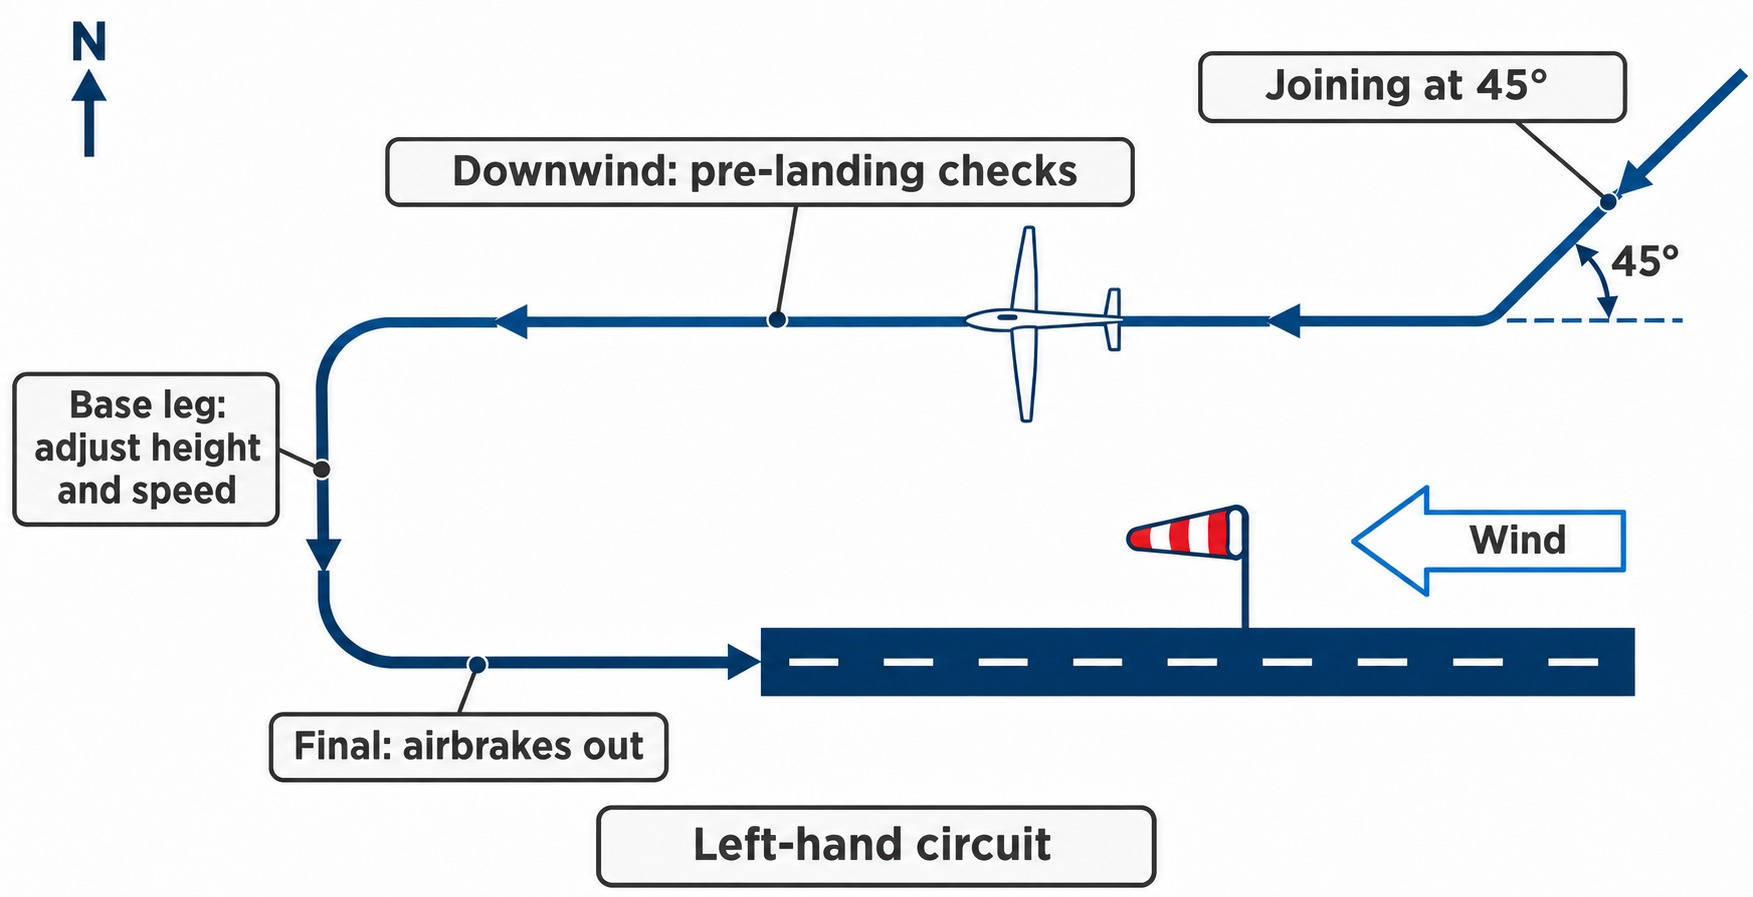 N
Joining at 45°
Downwind: pre-landing checks
45°
Base leg:
adjust height
and speed
Wind
Final: airbrakes out
Left-hand circuit